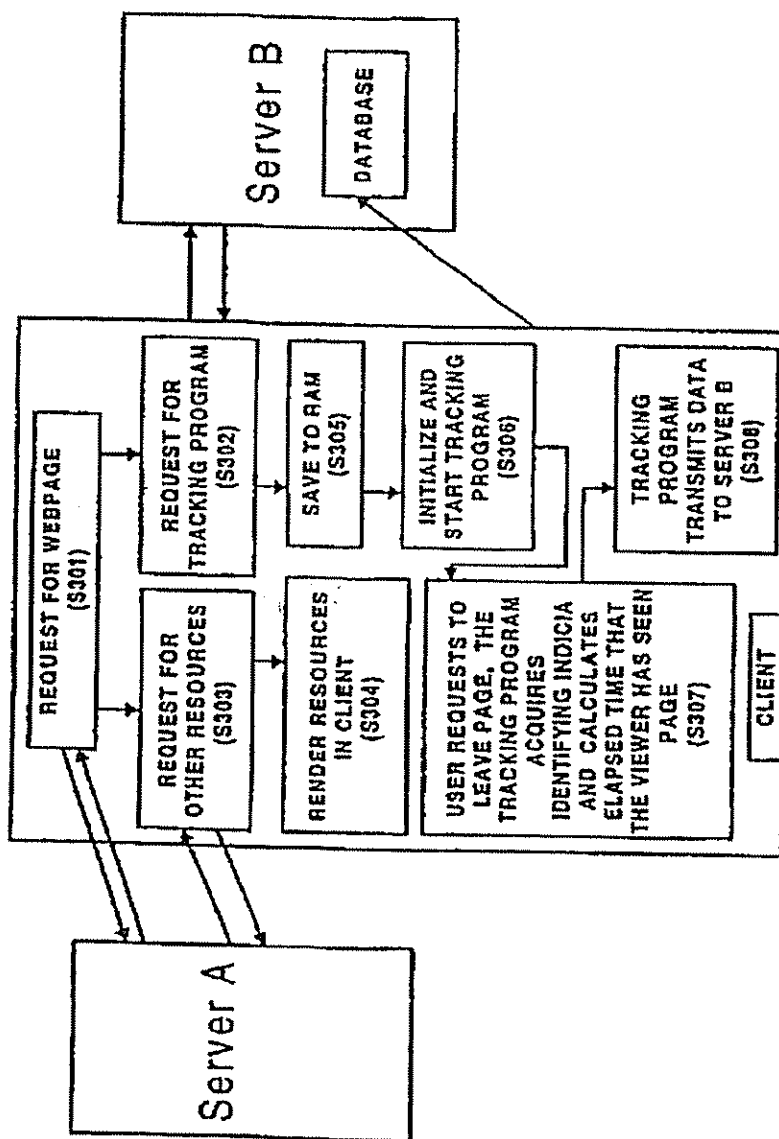 Server A
REQUEST FOR WEBPAGE
(S301)
REQUEST FOR
OTHER RESOURCES
(S303)
REQUEST FOR
TRACKING PROGRAM
(S302)
RENDER RESOURCES
IN CLIENT
(S304)
SAVE TO RAM
(S305)
INITIALIZE AND
START TRACKING
PROGRAM
(S306)
USER REQUESTS TO
LEAVE PAGE, THE
TRACKING PROGRAM
ACQUIRES
IDENTIFYING INDICIA
AND CALCULATES
ELAPSED TIME THAT
THE VIEWER HAS SEEN
PAGE
(S307)
TRACKING
PROGRAM
TRANSMITS DATA
TO SERVER B
(S308)
CLIENT
Server B
DATABASE